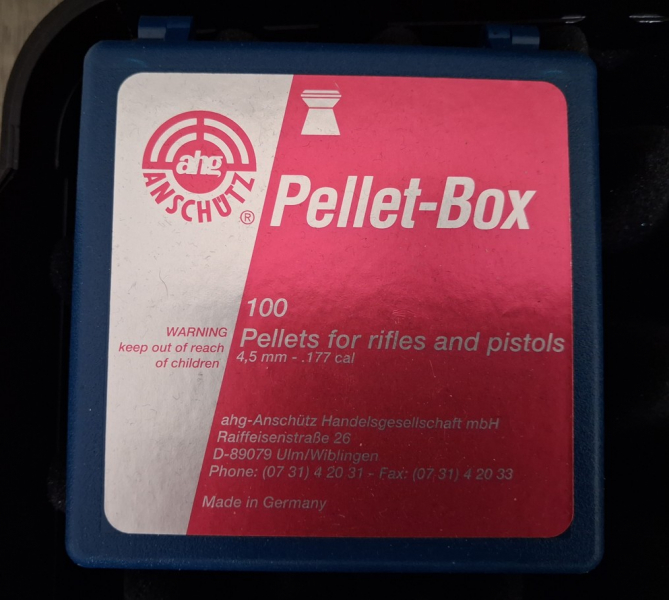 ahg
ANSCHÜTZ®
Pellet-Box
100
Pellets for rifles and pistols
4,5 mm - .177 cal
WARNING
keep out of reach
of children
ahg-Anschütz Handelsgesellschaft mbH
Raiffeisenstraße 26
D-89079 Ulm/Wiblingen
Phone: (07 31) 4 20 31 - Fax: (07 31) 4 20 33
Made in Germany